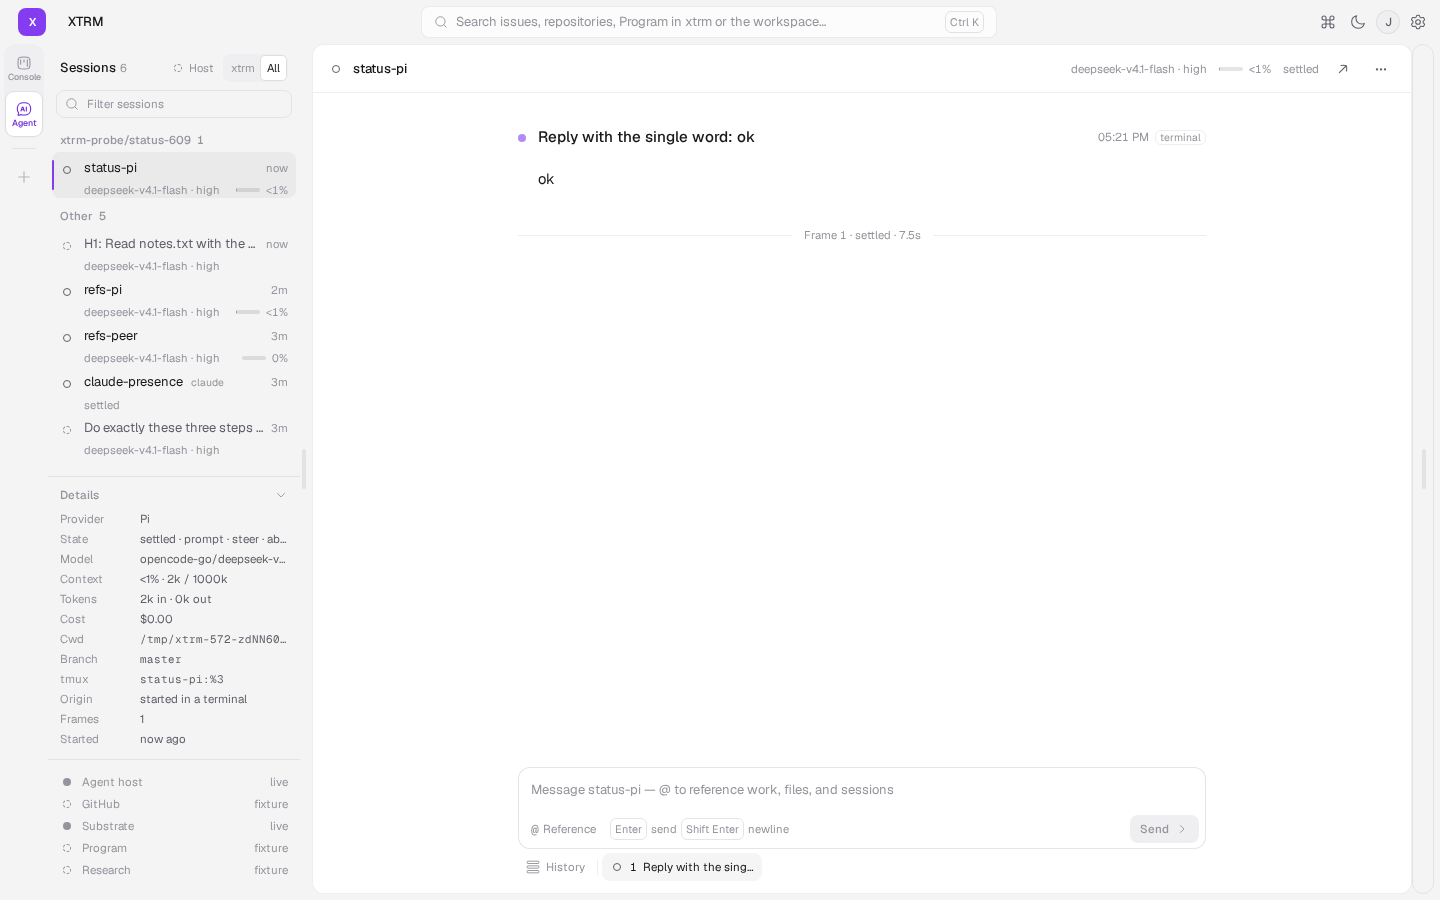 X XTRM Search issues, repositories, Program in xtrm or the workspace... Ctrl K J
Console
Agent
Sessions 6 Host xtrm All
Filter sessions
xtrm-probe/status-609 1
status-pi now
deepseek-v4.1-flash · high <1%
Other 5
H1: Read notes.txt with the ... now
deepseek-v4.1-flash · high
refs-pi 2m
deepseek-v4.1-flash · high <1%
refs-peer 3m
deepseek-v4.1-flash · high 0%
claude-presence claude 3m
settled
Do exactly these three steps ... 3m
deepseek-v4.1-flash · high
Details
Provider Pi
State settled · prompt · steer · ab...
Model opencode-go/deepseek-v...
Context <1% · 2k / 1000k
Tokens 2k in · 0k out
Cost $0.00
Cwd /tmp/xtrm-572-zdNN60...
Branch master
tmux status-pi:%3
Origin started in a terminal
Frames 1
Started now ago
Agent host live
GitHub fixture
Substrate live
Program fixture
Research fixture
status-pi deepseek-v4.1-flash · high <1% settled
Reply with the single word: ok 05:21 PM terminal
ok
Frame 1 · settled · 7.5s
Message status-pi — @ to reference work, files, and sessions
@ Reference Enter send Shift Enter newline Send
History 1 Reply with the sing...